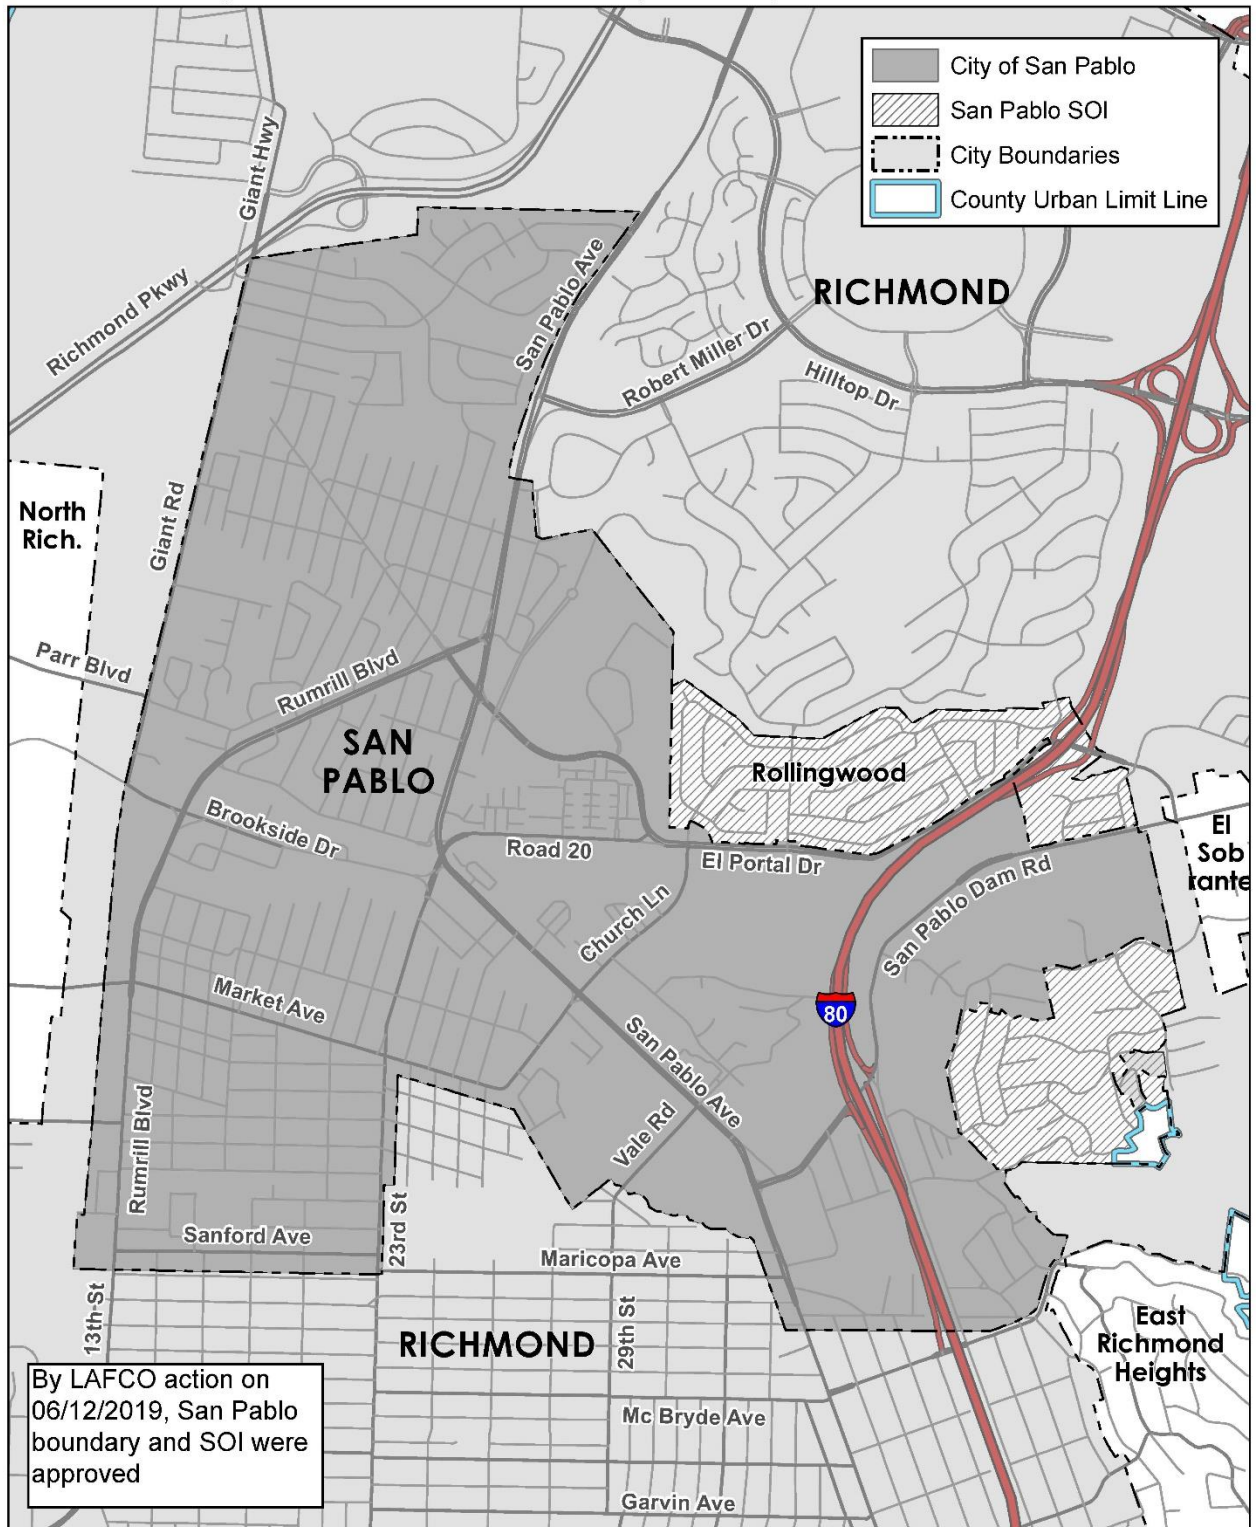 City of San Pablo
San Pablo SOI
City Boundaries
County Urban Limit Line
Giant Hwy
Richmond Pkwy
San Pablo Ave
RICHMOND
Robert Miller Dr
Hilltop Dr
North
Rich.
Giant Rd
Parr Blvd
Rumrill Blvd
SAN
PABLO
Rollingwood
Brookside Dr
Road 20
El Portal Dr
El
Sob
rante
San Pablo Dam Rd
Church Ln
Market Ave
80
San Pablo Ave
Rumrill Blvd
Vale Rd
23rd St
Sanford Ave
Maricopa Ave
13th St
29th St
RICHMOND
East
Richmond
Heights
Mc Bryde Ave
Garvin Ave
By LAFCO action on
06/12/2019, San Pablo
boundary and SOI were
approved